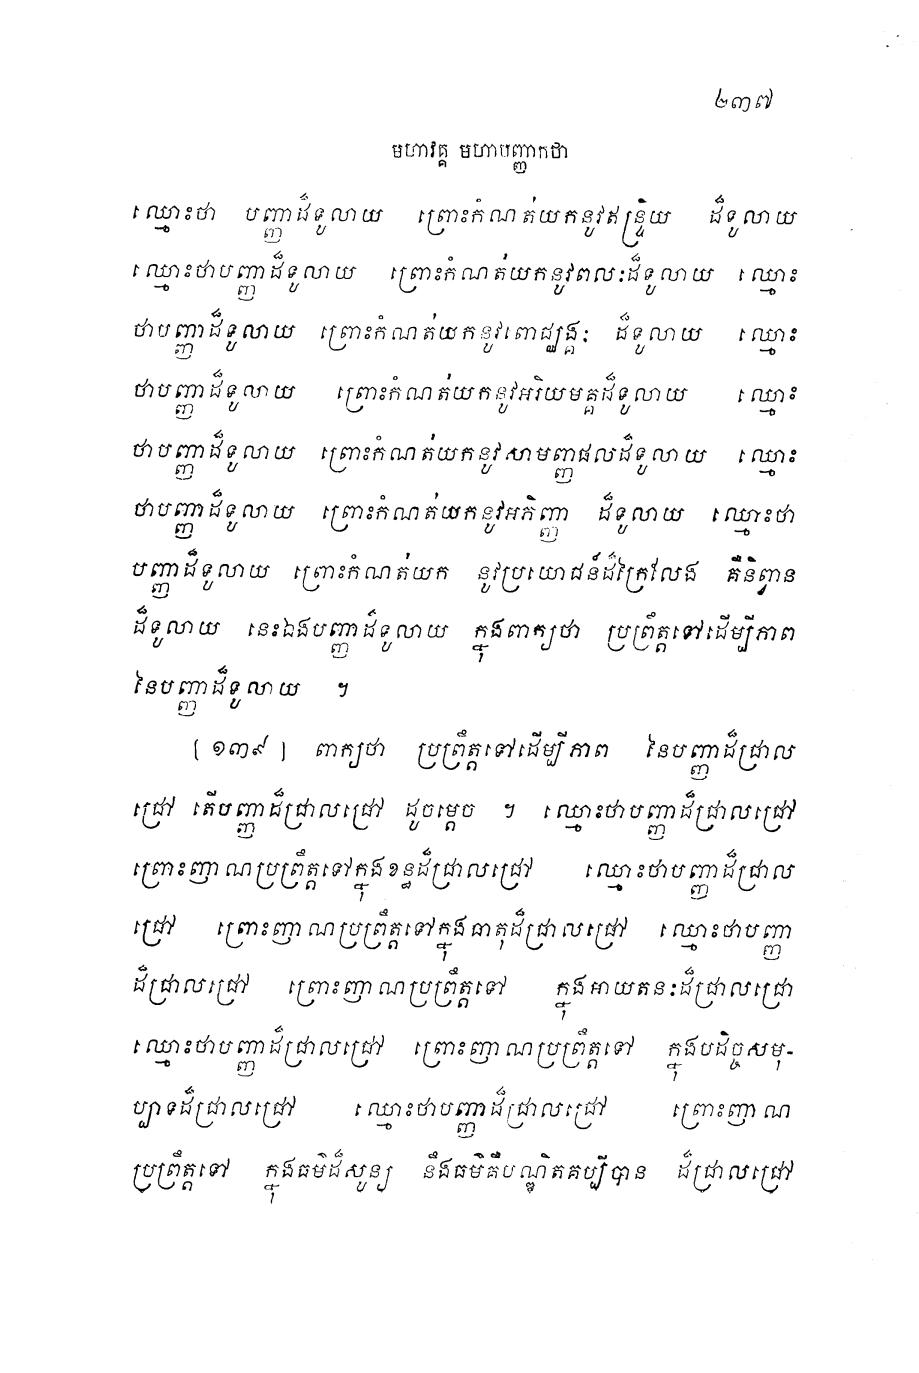 ២៣៧
មហាវគ្គ មហាបញ្ញាកថា
ឈ្មោះថា បញ្ញាដ៏ទូលាយ ព្រោះកំណត់យកនូវឥន្ទ្រិយ ដ៏ទូលាយ
ឈ្មោះថាបញ្ញាដ៏ទូលាយ ព្រោះកំណត់យកនូវពលៈដ៏ទូលាយ ឈ្មោះ
ថាបញ្ញាដ៏ទូលាយ ព្រោះកំណត់យកនូវពោជ្ឈង្គៈ ដ៏ទូលាយ ឈ្មោះ
ថាបញ្ញាដ៏ទូលាយ ព្រោះកំណត់យកនូវអរិយមគ្គដ៏ទូលាយ ឈ្មោះ
ថាបញ្ញាដ៏ទូលាយ ព្រោះកំណត់យកនូវសាមញ្ញផលដ៏ទូលាយ ឈ្មោះ
ថាបញ្ញាដ៏ទូលាយ ព្រោះកំណត់យកនូវអភិញ្ញា ដ៏ទូលាយ ឈ្មោះថា
បញ្ញាដ៏ទូលាយ ព្រោះកំណត់យក នូវប្រយោជន៍ដ៏ក្រៃលែង គឺនិព្វាន
ដ៏ទូលាយ នេះឯងបញ្ញាដ៏ទូលាយ ក្នុងពាក្យថា ប្រព្រឹត្តទៅដើម្បីភាព
នៃបញ្ញាដ៏ទូលាយ ។
[ ១៣៩ ] ពាក្យថា ប្រព្រឹត្តទៅដើម្បីភាព នៃបញ្ញាដ៏ជ្រាល
ជ្រៅ តើបញ្ញាដ៏ជ្រាលជ្រៅ ដូចម្តេច ។ ឈ្មោះថាបញ្ញាដ៏ជ្រាលជ្រៅ
ព្រោះញាណប្រព្រឹត្តទៅក្នុងខន្ធដ៏ជ្រាលជ្រៅ ឈ្មោះថាបញ្ញាដ៏ជ្រាល
ជ្រៅ ព្រោះញាណប្រព្រឹត្តទៅក្នុងធាតុដ៏ជ្រាលជ្រៅ ឈ្មោះថាបញ្ញា
ដ៏ជ្រាលជ្រៅ ព្រោះញាណប្រព្រឹត្តទៅ ក្នុងអាយតនៈដ៏ជ្រាលជ្រៅ
ឈ្មោះថាបញ្ញាដ៏ជ្រាលជ្រៅ ព្រោះញាណប្រព្រឹត្តទៅ ក្នុងបដិច្ចសមុ-
ប្បាទដ៏ជ្រាលជ្រៅ ឈ្មោះថាបញ្ញាដ៏ជ្រាលជ្រៅ ព្រោះញាណ
ប្រព្រឹត្តទៅ ក្នុងធម៌ដ៏សូន្យ នឹងធម៌គឺបណ្ឌិតគប្បីបាន ដ៏ជ្រាលជ្រៅ